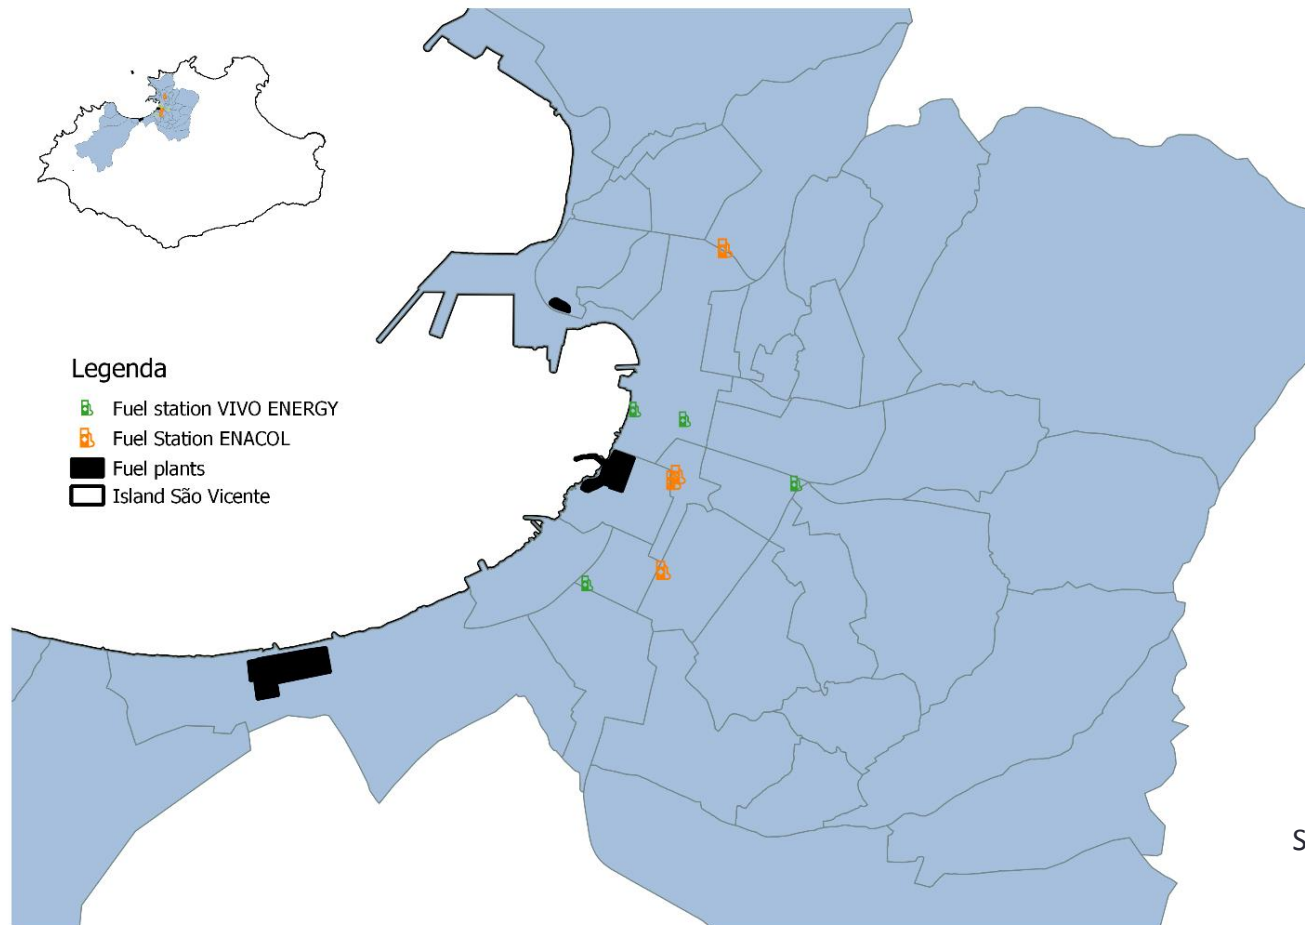 Legenda
Fuel station VIVO ENERGY
Fuel Station ENACOL
Fuel plants
Island São Vicente
S